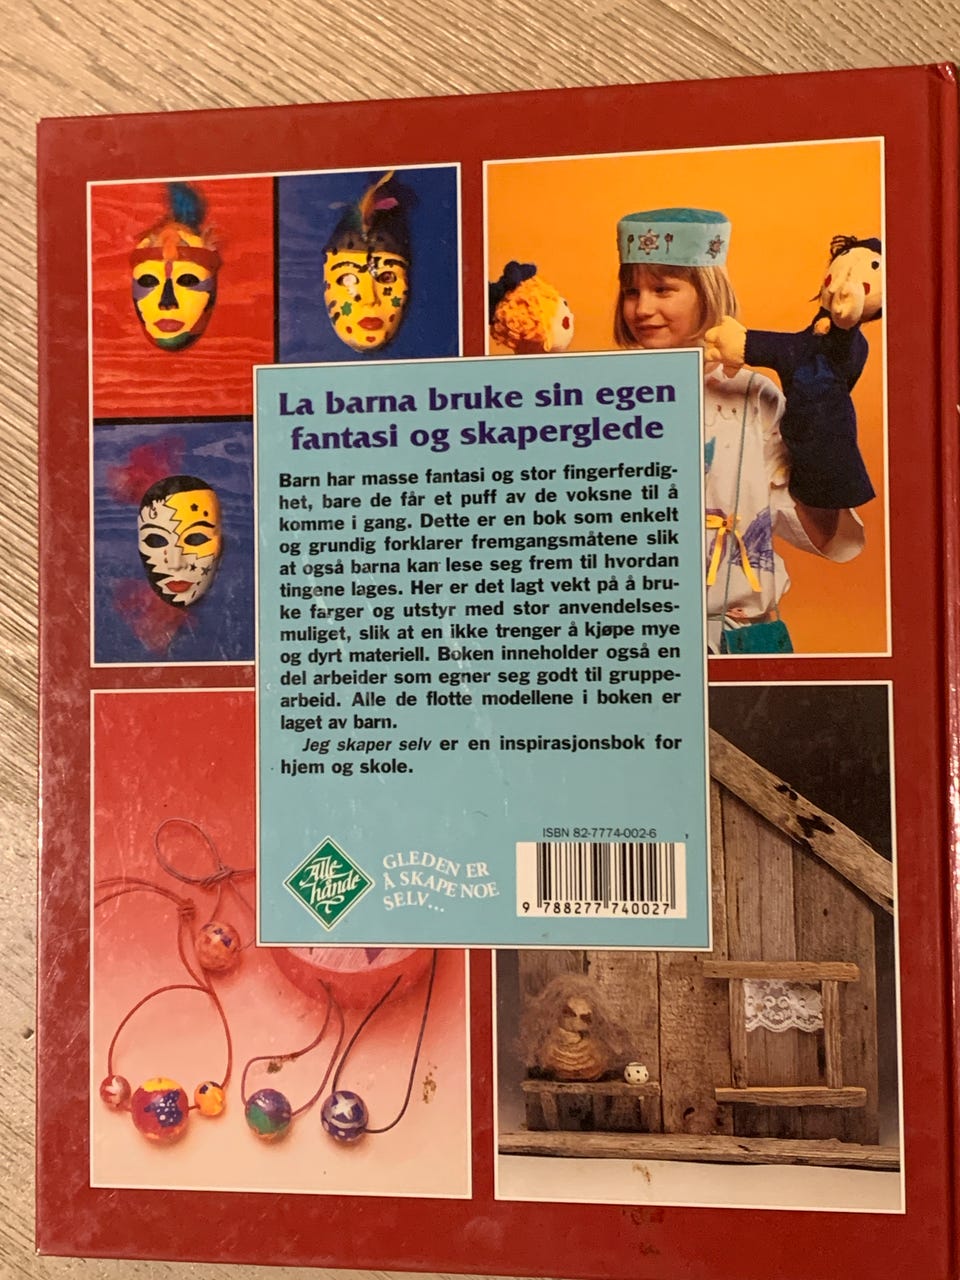 La barna bruke sin egen
fantasi og skaperglede
Barn har masse fantasi og stor fingerferdig-
het, bare de får et puff av de voksne til å
komme i gang. Dette er en bok som enkelt
og grundig forklarer fremgangsmåtene slik
at også barna kan lese seg frem til hvordan
tingene lages. Her er det lagt vekt på å bru-
ke farger og utstyr med stor anvendelses-
muliget, slik at en ikke trenger å kjøpe mye
og dyrt materiell. Boken inneholder også en
del arbeider som egner seg godt til gruppe-
arbeid. Alle de flotte modellene i boken er
laget av barn.
Jeg skaper selv er en inspirasjonsbok for
hjem og skole.
ISBN 82-7774-002-6
Alle
hånde
GLEDEN ER
Å SKAPE NOE
SELV...
9 788277 740027